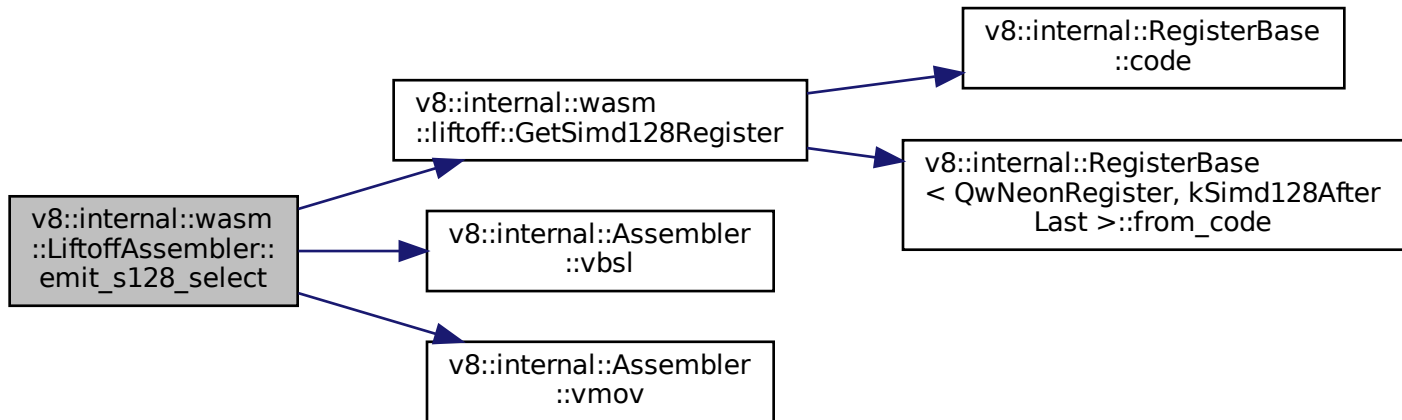 v8::internal::wasm
::LiftoffAssembler::
emit_s128_select
v8::internal::wasm
::liftoff::GetSimd128Register
v8::internal::RegisterBase
::code
v8::internal::RegisterBase
< QwNeonRegister, kSimd128After
Last >::from_code
v8::internal::Assembler
::vbsl
v8::internal::Assembler
::vmov